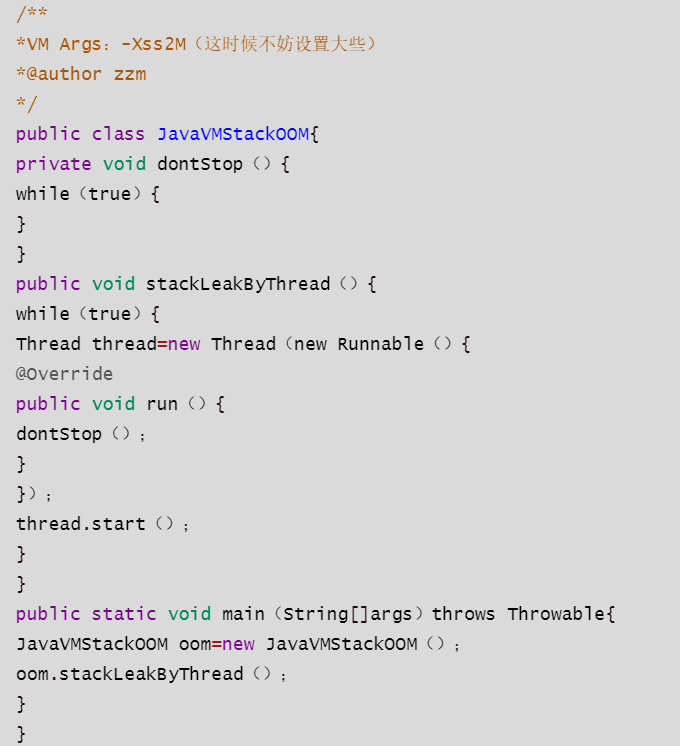 /**
*VM Args：-Xss2M（这时候不妨设置大些）
*@author zzm
*/
public class JavaVMStackOOM{
private void dontStop（）{
while（true）{
}
}
public void stackLeakByThread（）{
while（true）{
Thread thread=new Thread（new Runnable（）{
@Override
public void run（）{
dontStop（）；
}
}）；
thread.start（）；
}
}
public static void main（String[]args）throws Throwable{
JavaVMStackOOM oom=new JavaVMStackOOM（）；
oom.stackLeakByThread（）；
}
}